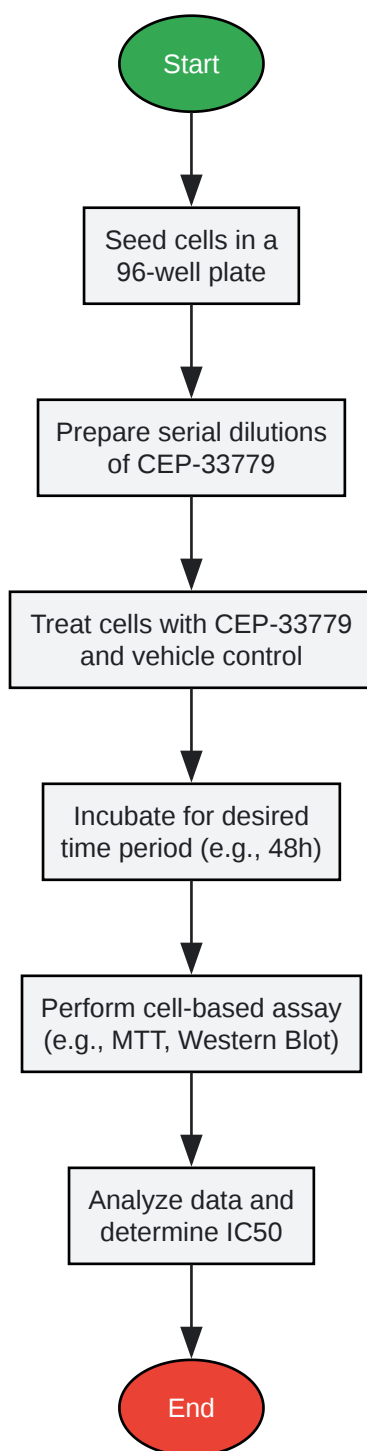 Start
Seed cells in a
96-well plate
Prepare serial dilutions
of CEP-33779
Treat cells with CEP-33779
and vehicle control
Incubate for desired
time period (e.g., 48h)
Perform cell-based assay
(e.g., MTT, Western Blot)
Analyze data and
determine IC50
End